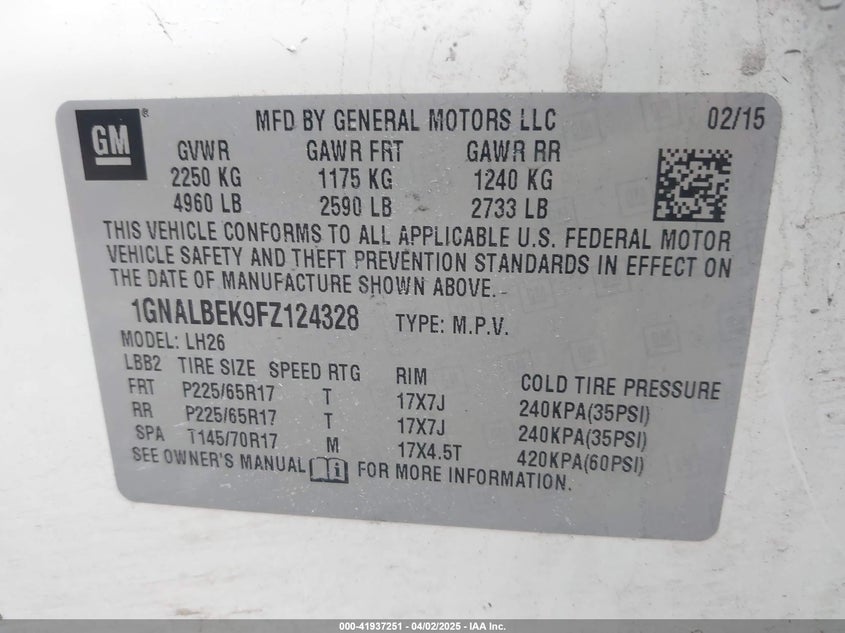 GM ®
MFD BY GENERAL MOTORS LLC 02/15
GVWR GAWR FRT GAWR RR
2250 KG 1175 KG 1240 KG
4960 LB 2590 LB 2733 LB
THIS VEHICLE CONFORMS TO ALL APPLICABLE U.S. FEDERAL MOTOR
VEHICLE SAFETY AND THEFT PREVENTION STANDARDS IN EFFECT ON
THE DATE OF MANUFACTURE SHOWN ABOVE.
1GNALBEK9FZ124328 TYPE: M.P.V.
MODEL: LH26
LBB2 TIRE SIZE SPEED RTG RIM COLD TIRE PRESSURE
FRT P225/65R17 T 17X7J 240KPA(35PSI)
RR P225/65R17 T 17X7J 240KPA(35PSI)
SPA T145/70R17 M 17X4.5T 420KPA(60PSI)
SEE OWNER'S MANUAL FOR MORE INFORMATION.
000-41937251 - 04/02/2025 - IAA Inc.